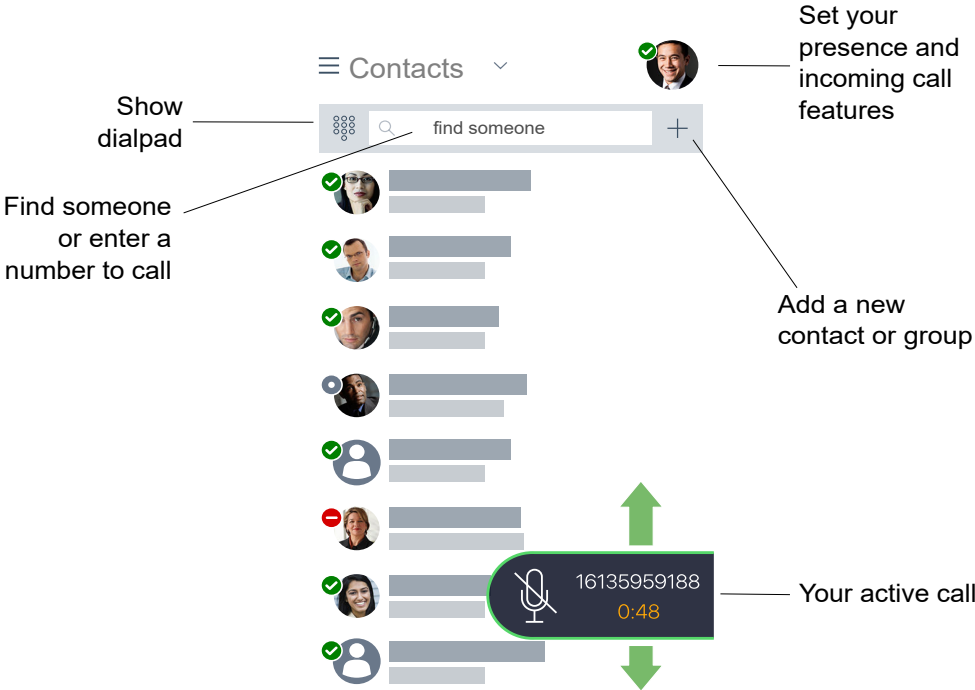 Set your
presence and
incoming call
features
Contacts
Show
dialpad
find someone
Find someone
or enter a
number to call
Add a new
contact or group
16135959188
0:48
Your active call